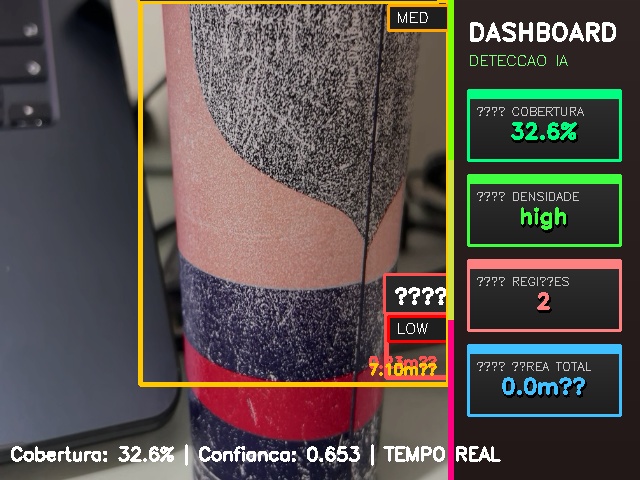 MED
DASHBOARD
DETECCAO IA
???? COBERTURA
32.6%
???? DENSIDADE
high
???? REGI??ES
2
????
LOW
7.10m??
???? ??REA TOTAL
0.0m??
Cobertura: 32.6% | Confianca: 0.653 | TEMPO REAL